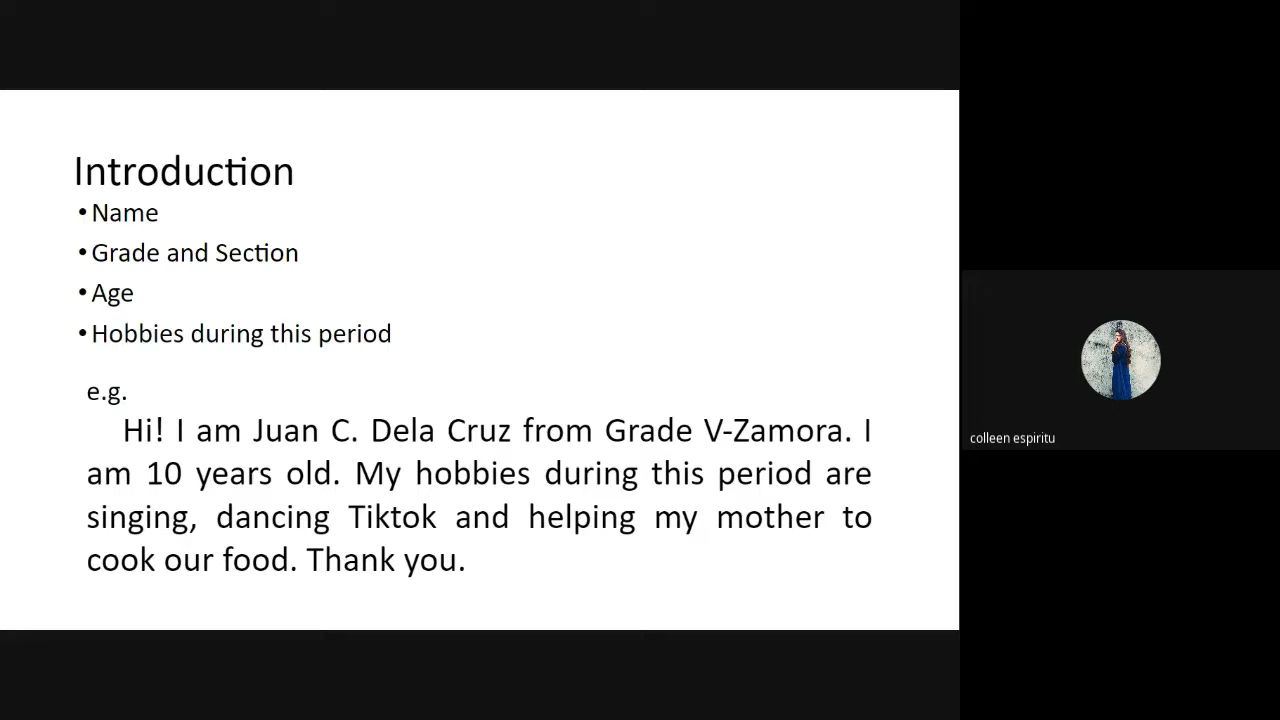 Introduction
• Name
• Grade and Section
• Age
• Hobbies during this period
e.g.
Hi! I am Juan C. Dela Cruz from Grade V-Zamora. I
am 10 years old. My hobbies during this period are
singing, dancing Tiktok and helping my mother to
cook our food. Thank you.
colleen espiritu